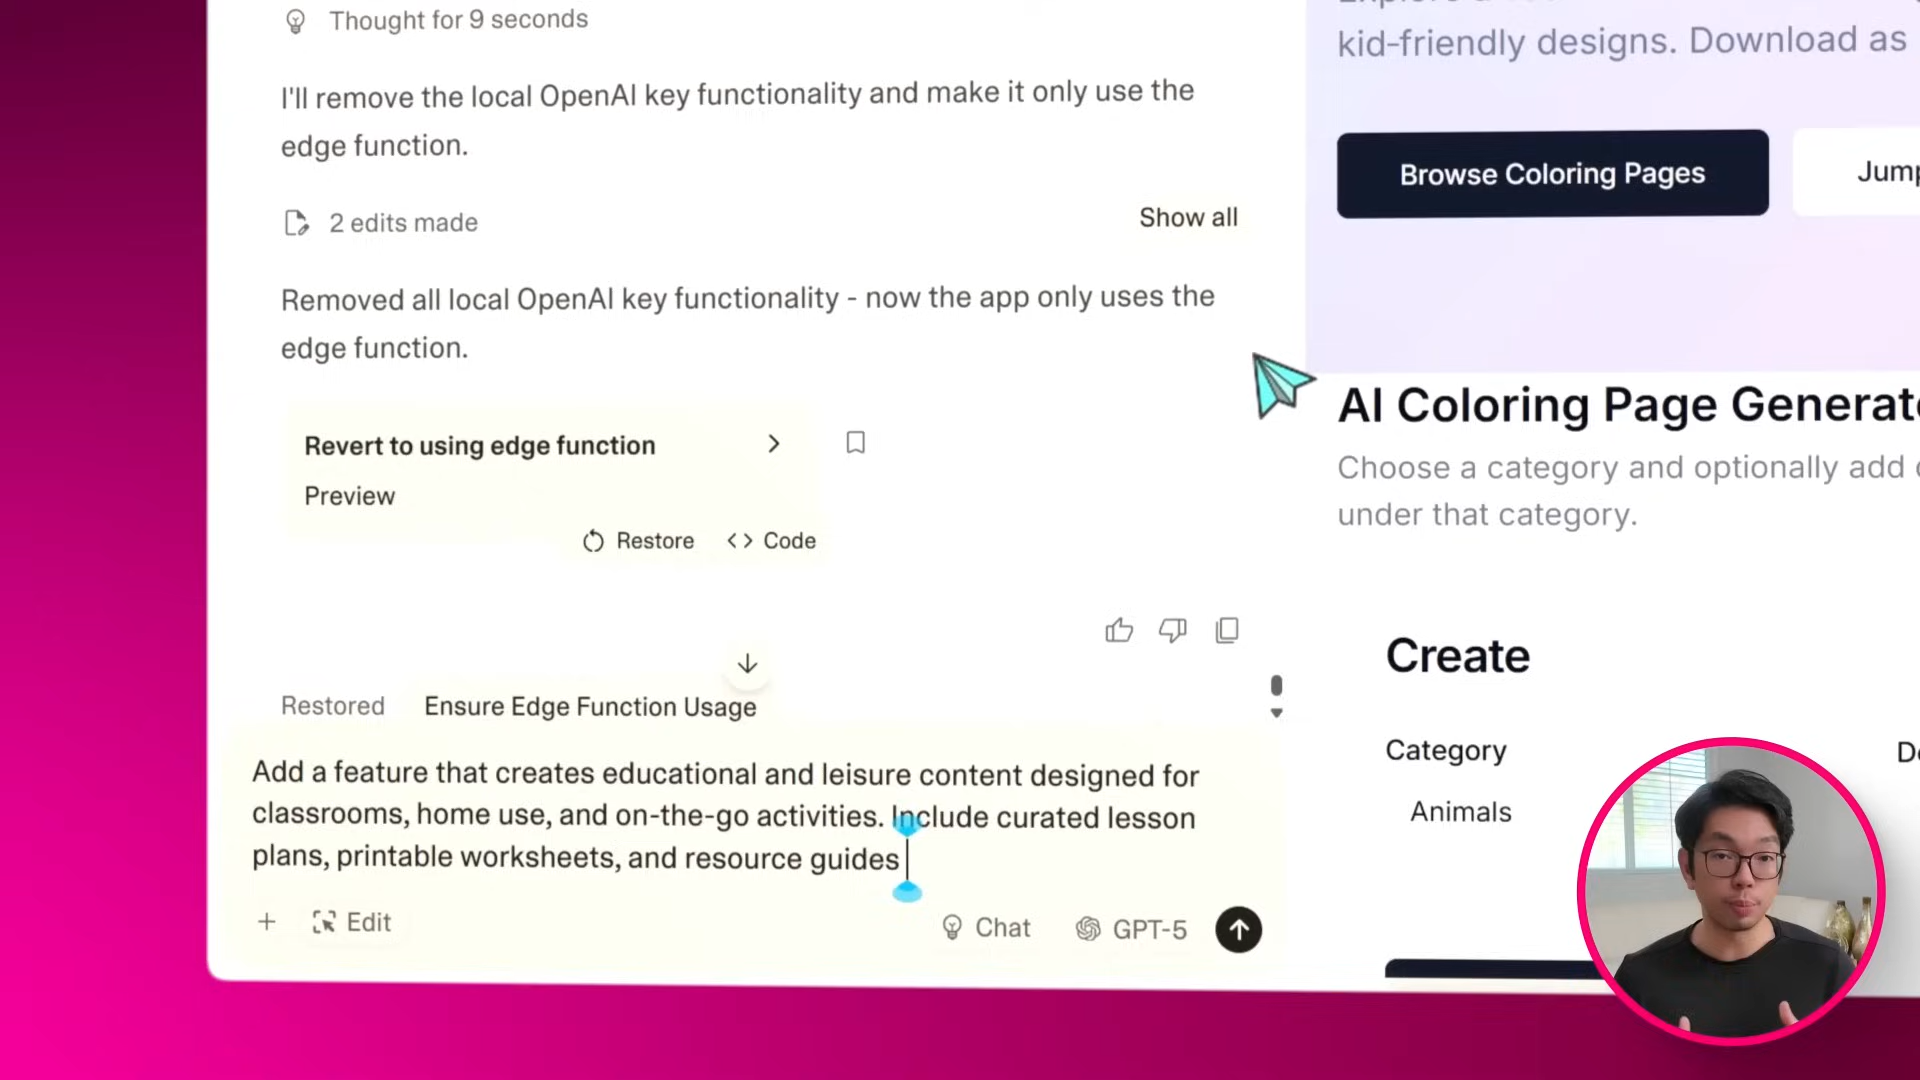 Thought for 9 seconds
I'll remove the local OpenAI key functionality and make it only use the
edge function.
2 edits made
Show all
Removed all local OpenAI key functionality - now the app only uses the
edge function.
Revert to using edge function
Preview
Restore
Code
Restored
Ensure Edge Function Usage
Add a feature that creates educational and leisure content designed for
classrooms, home use, and on-the-go activities. Include curated lesson
plans, printable worksheets, and resource guides
Edit
Chat
GPT-5
kid-friendly designs. Download as
Browse Coloring Pages
Jump
AI Coloring Page Generat
Choose a category and optionally add
under that category.
Create
Category
Animals